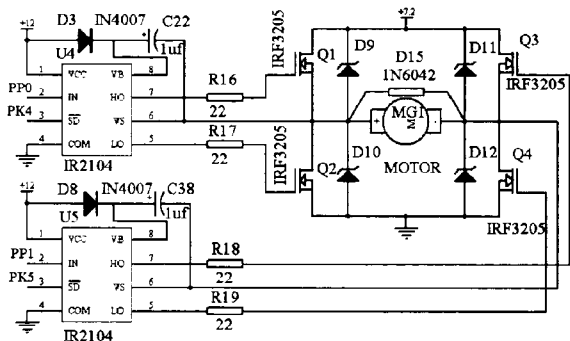 +12 D3 IN4007 C22
1uf
U4
1 VCC VB 8
PP0 2 IN HO 7
PK4 3 SD VS 6
4 COM LO 5
IR2104
R16
22
R17
22
+7.2
IRF3205 Q1 D9 D15 D11 Q3
1N6042
IRF3205
+ MG1 -
M
IRF3205 Q2 D10 MOTOR D12 Q4
IRF3205
+12 D8 IN4007 C38
1uf
U5
1 VCC VB 8
PP1 2 IN HO 7
PK5 3 SD VS 6
4 COM LO 5
IR2104
R18
22
R19
22